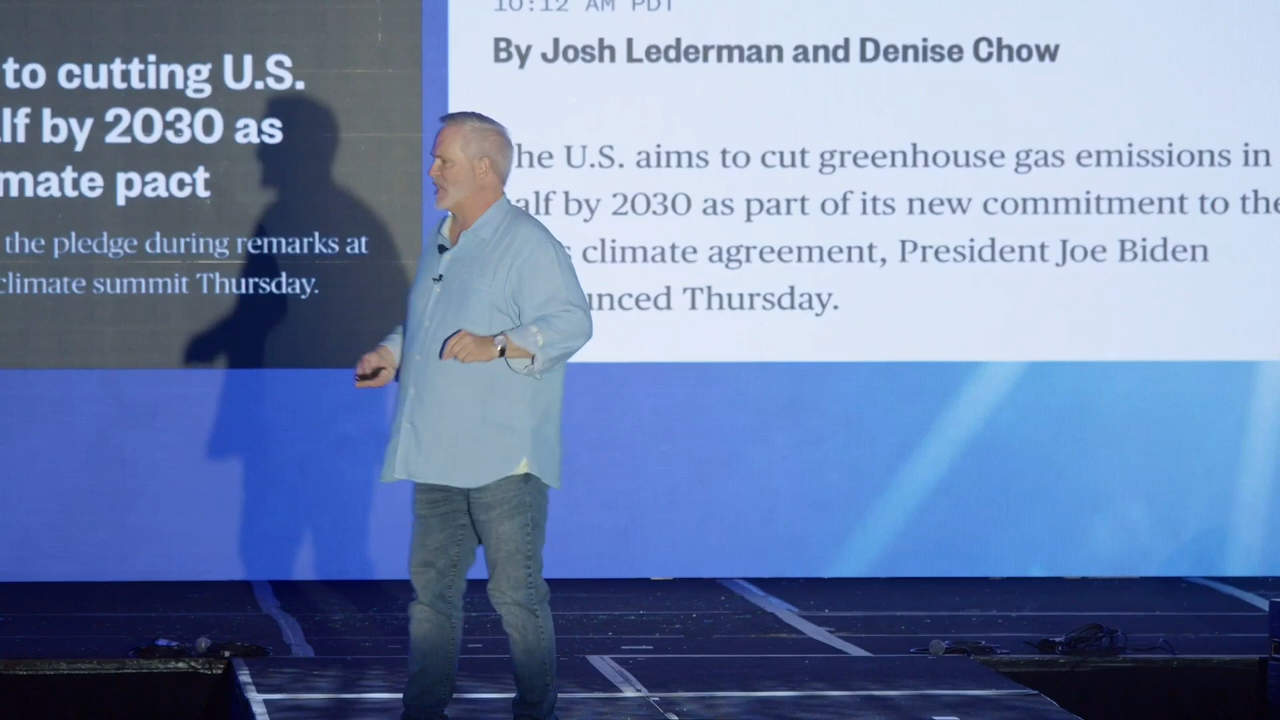 to cutting U.S.
alf by 2030 as
mate pact
the pledge during remarks at
climate summit Thursday.
10:12 AM PDT
By Josh Lederman and Denise Chow
he U.S. aims to cut greenhouse gas emissions in
alf by 2030 as part of its new commitment to the
s climate agreement, President Joe Biden
unced Thursday.